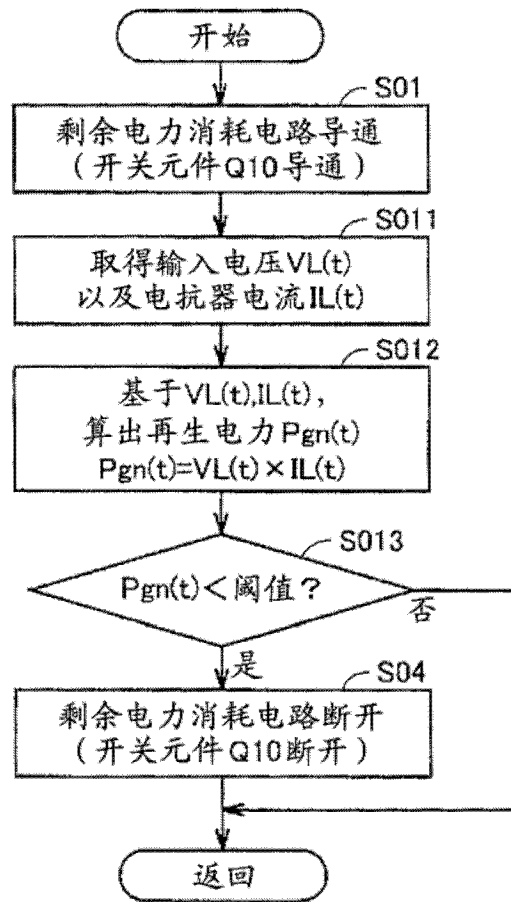 开始
S01
剩余电力消耗电路导通
（开关元件Q10导通）
S011
取得输入电压VL(t)
以及电抗器电流IL(t)
S012
基于VL(t),IL(t),
算出再生电力Pgn(t)
Pgn(t)=VL(t)×IL(t)
S013
Pgn(t)<阈值？
否
是
S04
剩余电力消耗电路断开
（开关元件Q10断开）
返回